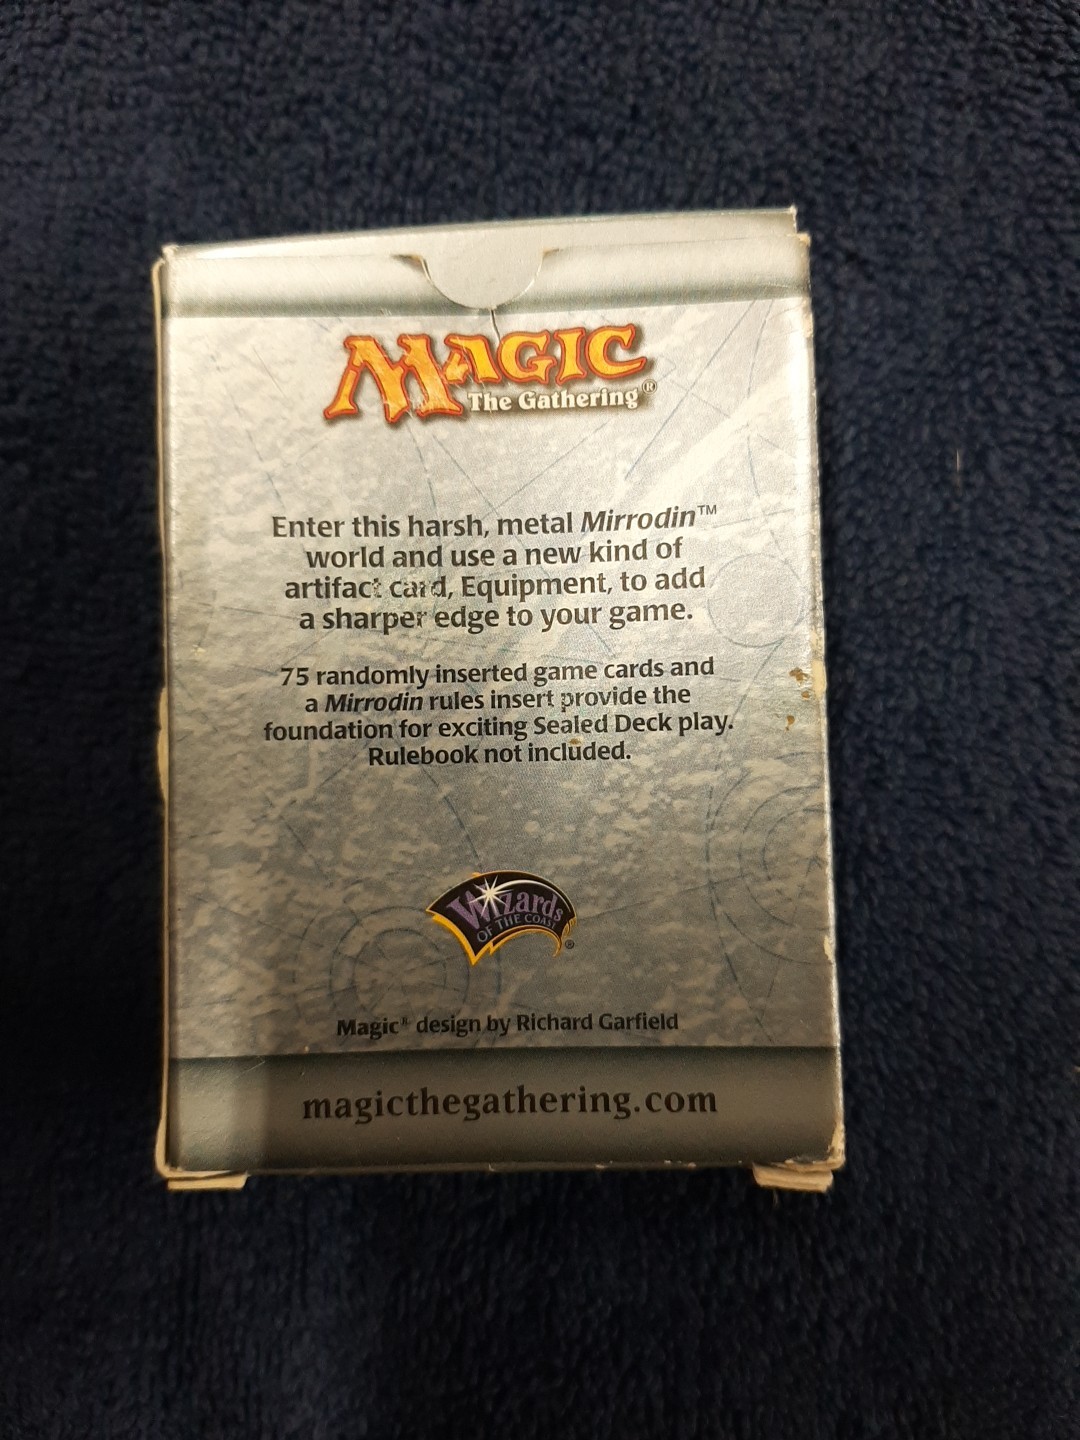 MAGIC
The Gathering®
Enter this harsh, metal Mirrodin™
world and use a new kind of
artifact card, Equipment, to add
a sharper edge to your game.
75 randomly inserted game cards and
a Mirrodin rules insert provide the
foundation for exciting Sealed Deck play.
Rulebook not included.
Wizards
OF THE COAST
®
Magic® design by Richard Garfield
magicthegathering.com